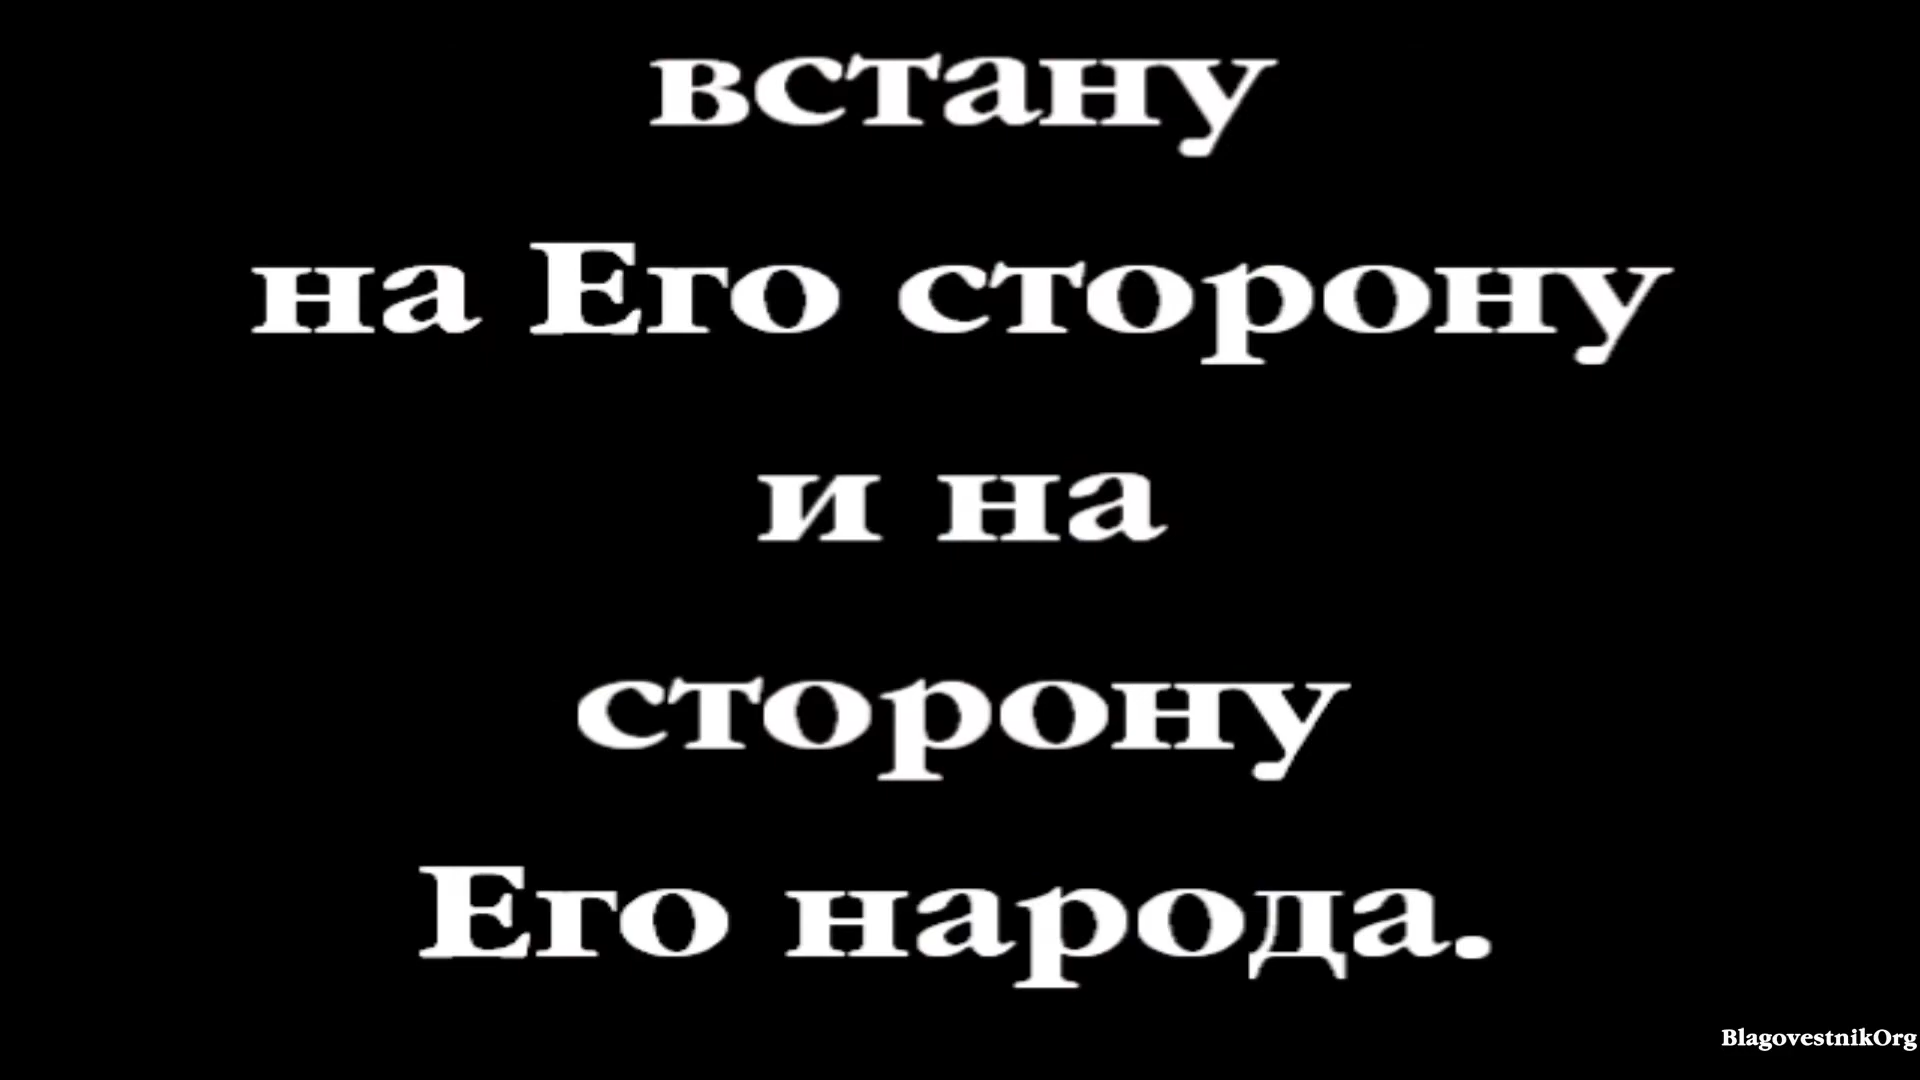 встану
на Его сторону
и на
сторону
Его народа.
BlagovestnikOrg